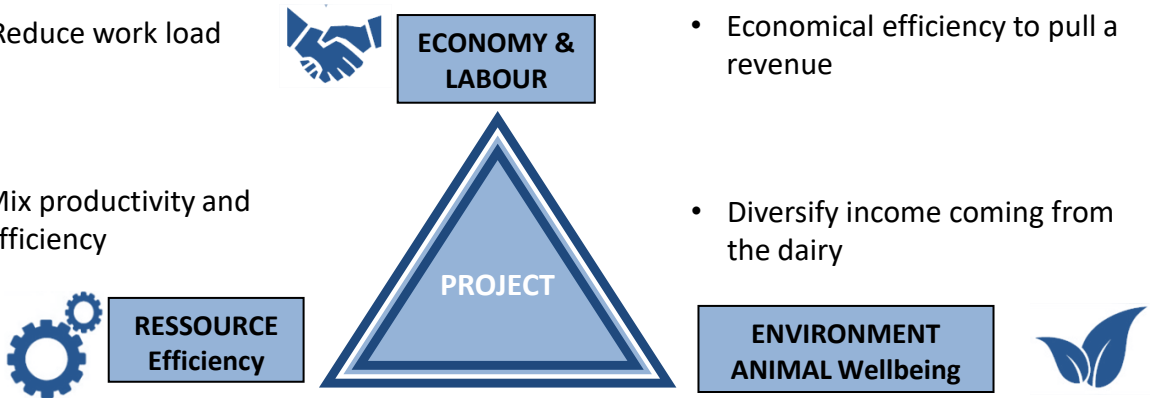 Reduce work load
ECONOMY &
LABOUR
• Economical efficiency to pull a
revenue
Mix productivity and
efficiency
• Diversify income coming from
the dairy
PROJECT
RESSOURCE
Efficiency
ENVIRONMENT
ANIMAL Wellbeing